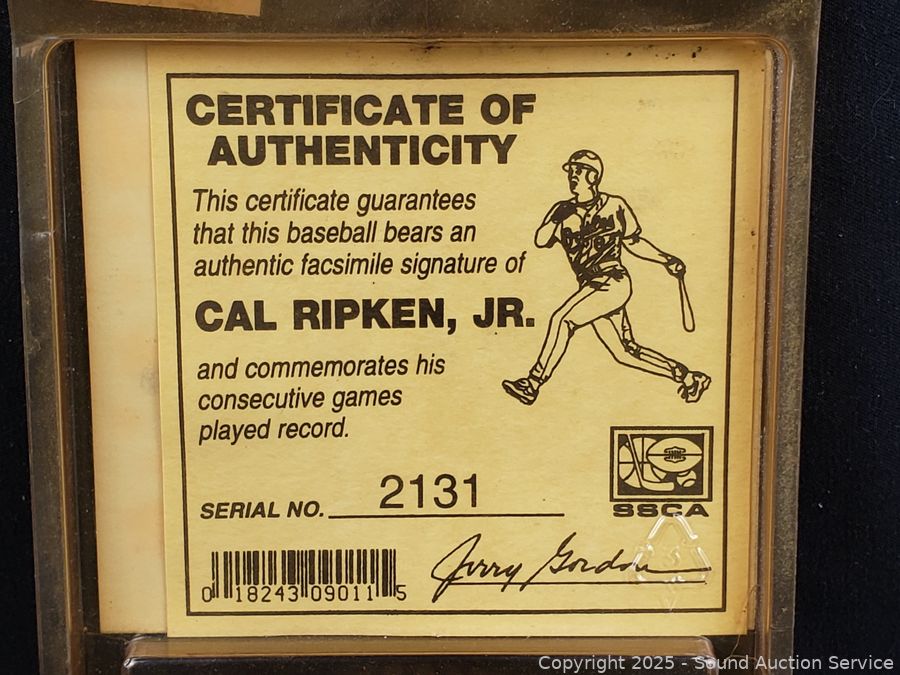 CERTIFICATE OF
AUTHENTICITY
This certificate guarantees
that this baseball bears an
authentic facsimile signature of
CAL RIPKEN, JR.
and commemorates his
consecutive games
played record.
SERIAL NO. 2131
SSCA
0 18243 09011 5
Jerry Gordon
Copyright 2025 - Sound Auction Service